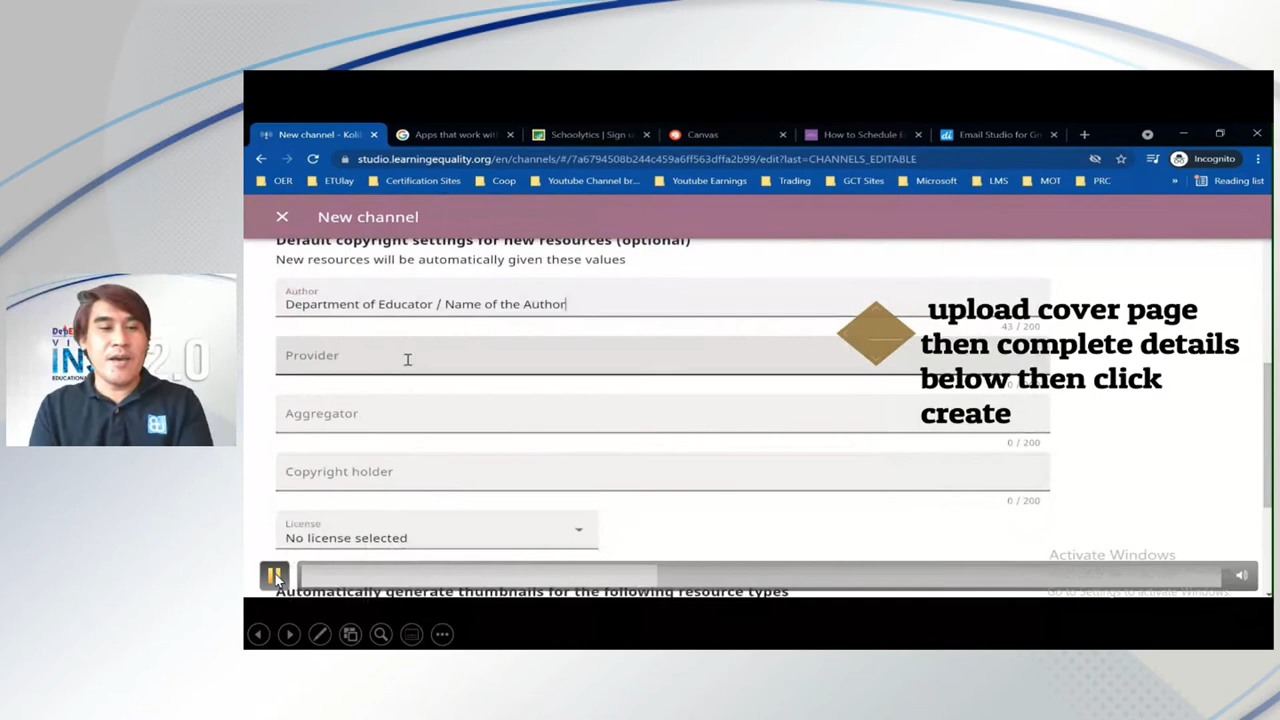 New channel - Koli
Apps that work with
Schoolytics | Sign u
Canvas
How to Schedule E
Email Studio for Gm
studio.learningequality.org/en/channels/#/7a6794508b244c459a6ff563dffa2b99/edit?last=CHANNELS_EDITABLE
Incognito
OER
ETUlay
Certification Sites
Coop
Youtube Channel br...
Youtube Earnings
Trading
GCT Sites
Microsoft
LMS
MOT
PRC
»
Reading list
New channel
Default copyright settings for new resources (optional)
New resources will be automatically given these values
Author
Department of Educator / Name of the Author
43 / 200
Provider
Aggregator
0 / 200
Copyright holder
0 / 200
License
No license selected
Automatically generate thumbnails for the following resource types
upload cover page
then complete details
below then click
create
Activate Windows
Go to Settings to activate Windows.
2.0